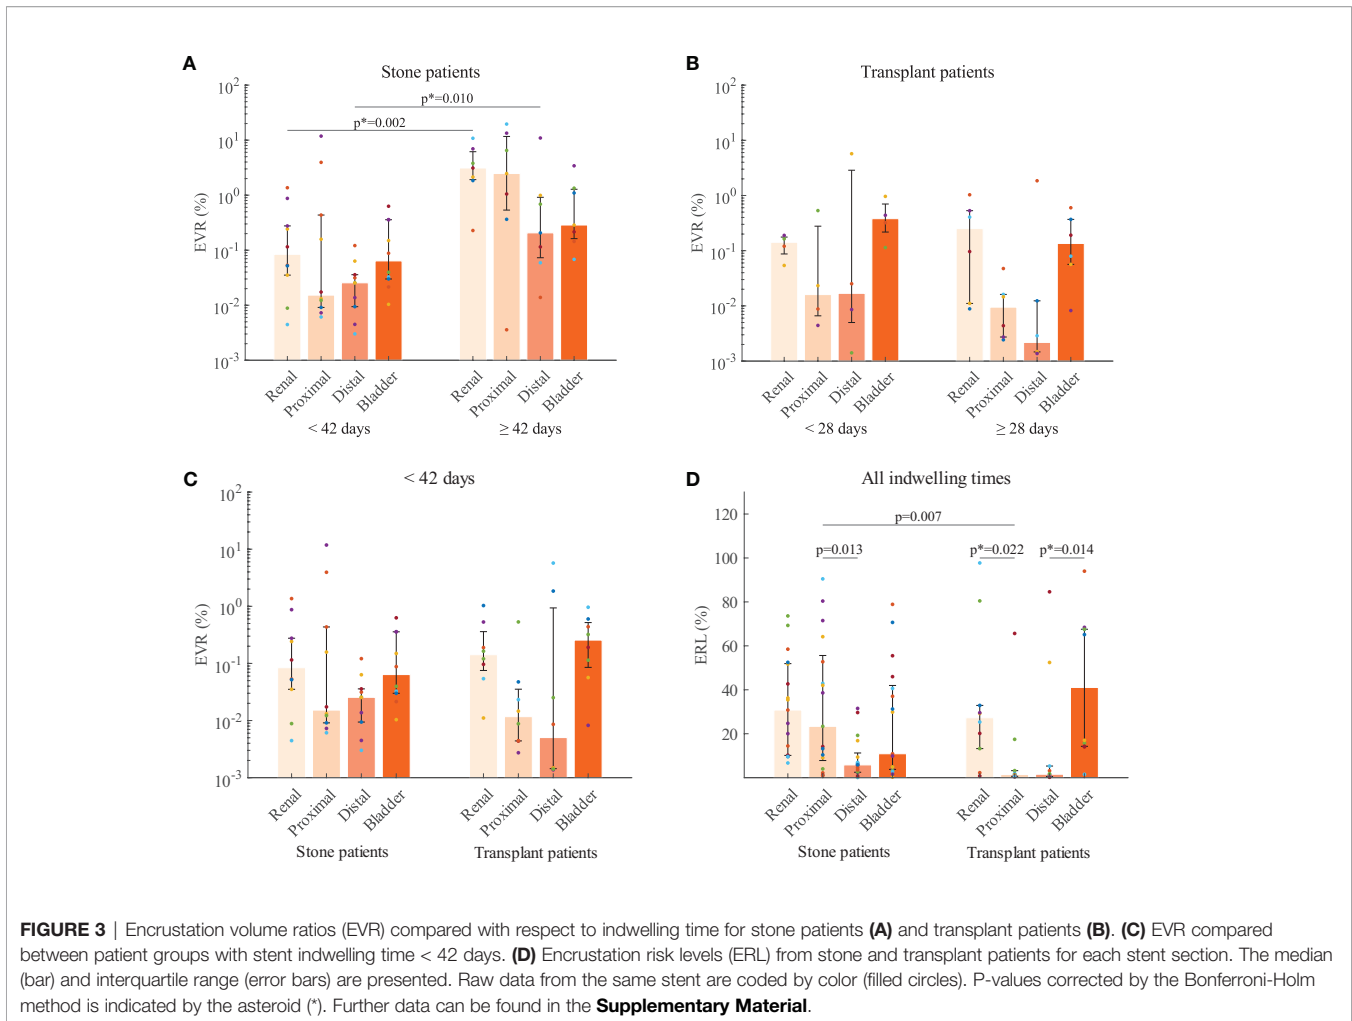 A
Stone patients
EVR (%)
10² 10¹ 10⁰ 10⁻¹ 10⁻² 10⁻³
p*=0.010
p*=0.002
Renal Proximal Distal Bladder Renal Proximal Distal Bladder
< 42 days ≥ 42 days
B
Transplant patients
EVR (%)
10² 10¹ 10⁰ 10⁻¹ 10⁻² 10⁻³
Renal Proximal Distal Bladder Renal Proximal Distal Bladder
< 28 days ≥ 28 days
C
< 42 days
EVR (%)
10² 10¹ 10⁰ 10⁻¹ 10⁻² 10⁻³
Renal Proximal Distal Bladder Renal Proximal Distal Bladder
Stone patients Transplant patients
D
All indwelling times
ERL (%)
120 100 80 60 40 20
p=0.007
p=0.013 p*=0.022 p*=0.014
Renal Proximal Distal Bladder Renal Proximal Distal Bladder
Stone patients Transplant patients
FIGURE 3 | Encrustation volume ratios (EVR) compared with respect to indwelling time for stone patients (A) and transplant patients (B). (C) EVR compared
between patient groups with stent indwelling time < 42 days. (D) Encrustation risk levels (ERL) from stone and transplant patients for each stent section. The median
(bar) and interquartile range (error bars) are presented. Raw data from the same stent are coded by color (filled circles). P-values corrected by the Bonferroni-Holm
method is indicated by the asteroid (*). Further data can be found in the Supplementary Material.